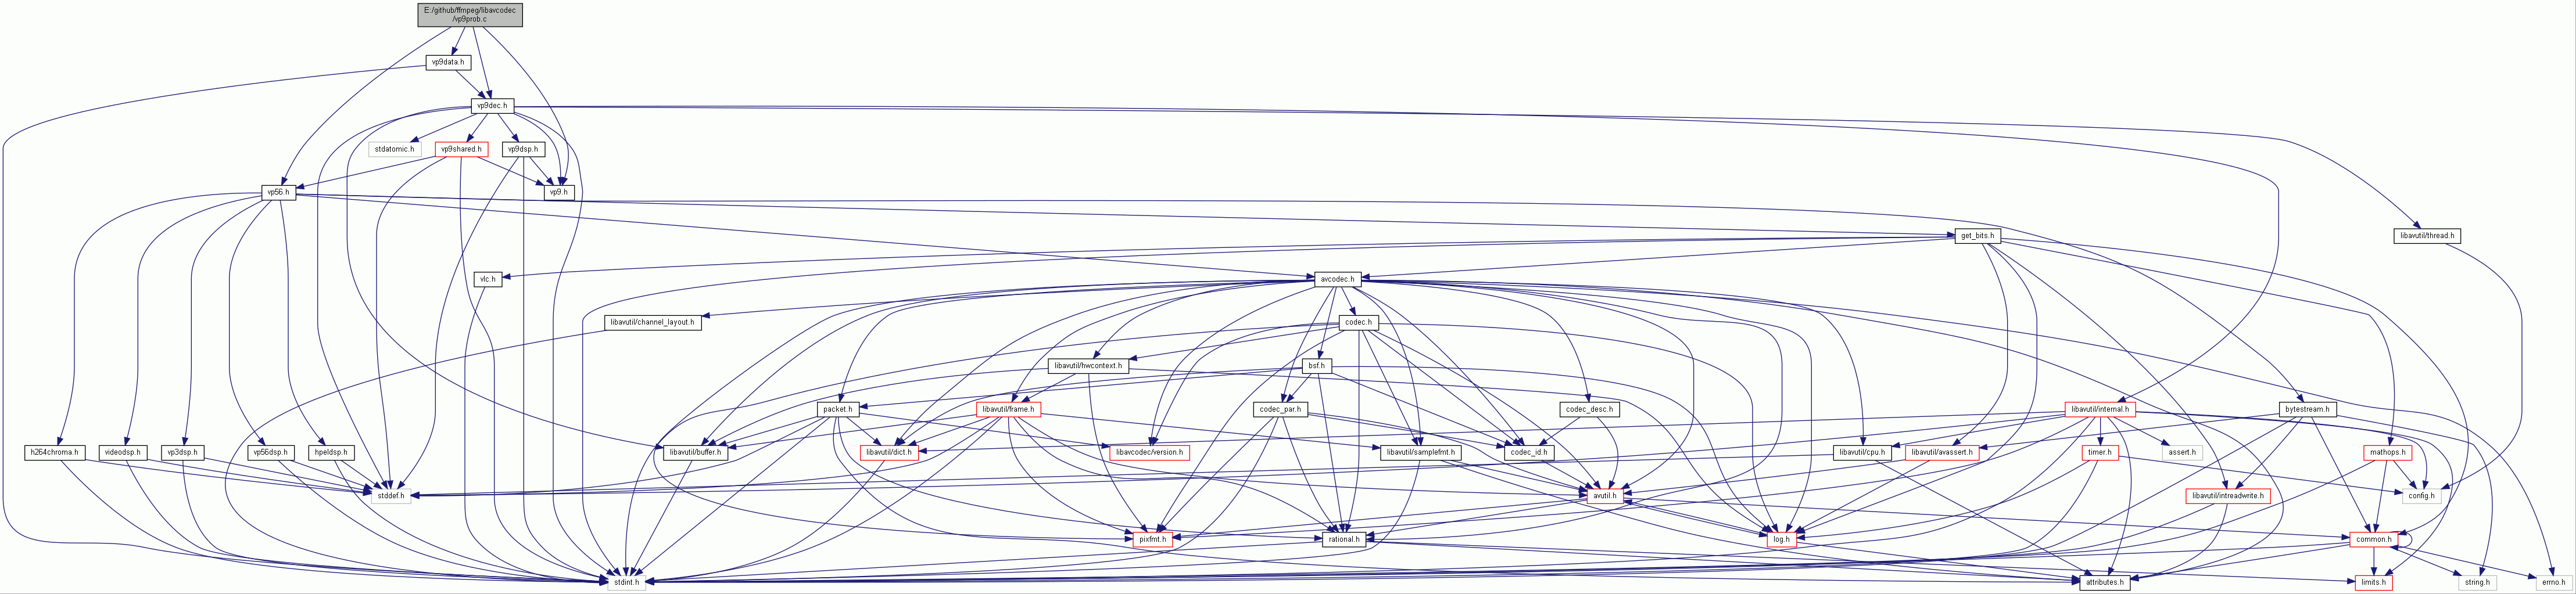 E:/github/ffmpeg/libavcodec
/vp9prob.c
vp9data.h
vp9dec.h
stdatomic.h
vp9shared.h
vp9dsp.h
vp56.h
vp9.h
get_bits.h
libavutil/thread.h
vlc.h
avcodec.h
libavutil/channel_layout.h
codec.h
libavutil/hwcontext.h
bsf.h
packet.h
libavutil/frame.h
codec_par.h
codec_desc.h
libavutil/internal.h
bytestream.h
h264chroma.h
videodsp.h
vp3dsp.h
vp56dsp.h
hpeldsp.h
libavutil/buffer.h
libavutil/dict.h
libavcodec/version.h
libavutil/samplefmt.h
codec_id.h
libavutil/cpu.h
libavutil/avassert.h
timer.h
assert.h
mathops.h
stddef.h
avutil.h
libavutil/intreadwrite.h
config.h
pixfmt.h
rational.h
log.h
common.h
stdint.h
attributes.h
limits.h
string.h
errno.h